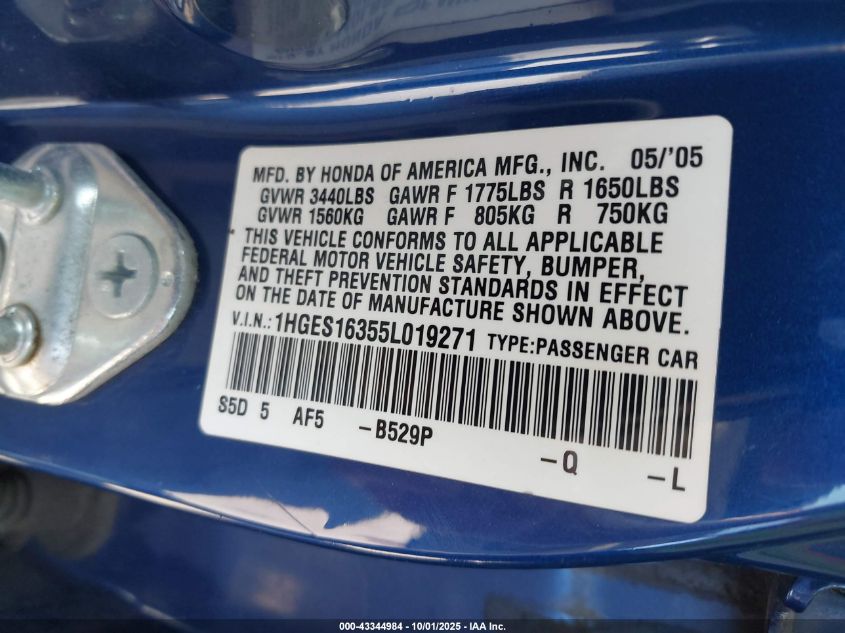 MFD. BY HONDA OF AMERICA MFG., INC. 05/'05
GVWR 3440LBS GAWR F 1775LBS R 1650LBS
GVWR 1560KG GAWR F 805KG R 750KG
THIS VEHICLE CONFORMS TO ALL APPLICABLE
FEDERAL MOTOR VEHICLE SAFETY, BUMPER,
AND THEFT PREVENTION STANDARDS IN EFFECT
ON THE DATE OF MANUFACTURE SHOWN ABOVE.
V.I.N.: 1HGES16355L019271 TYPE:PASSENGER CAR
S5D 5 AF5 -B529P -Q -L
000-43344984 - 10/01/2025 - IAA Inc.